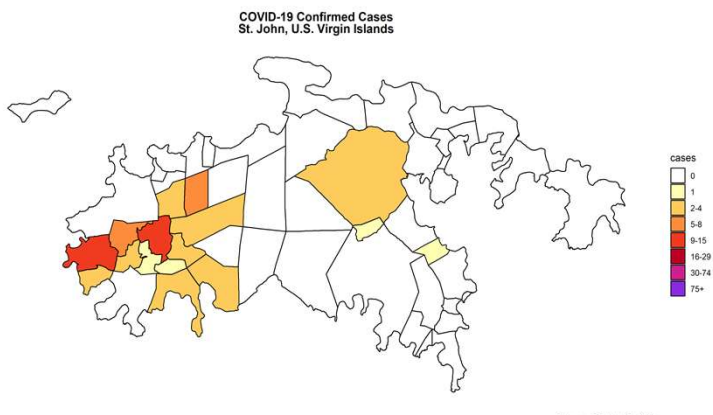 COVID-19 Confirmed Cases
St. John, U.S. Virgin Islands
cases
0
1
2-4
5-8
9-15
16-29
30-74
75+